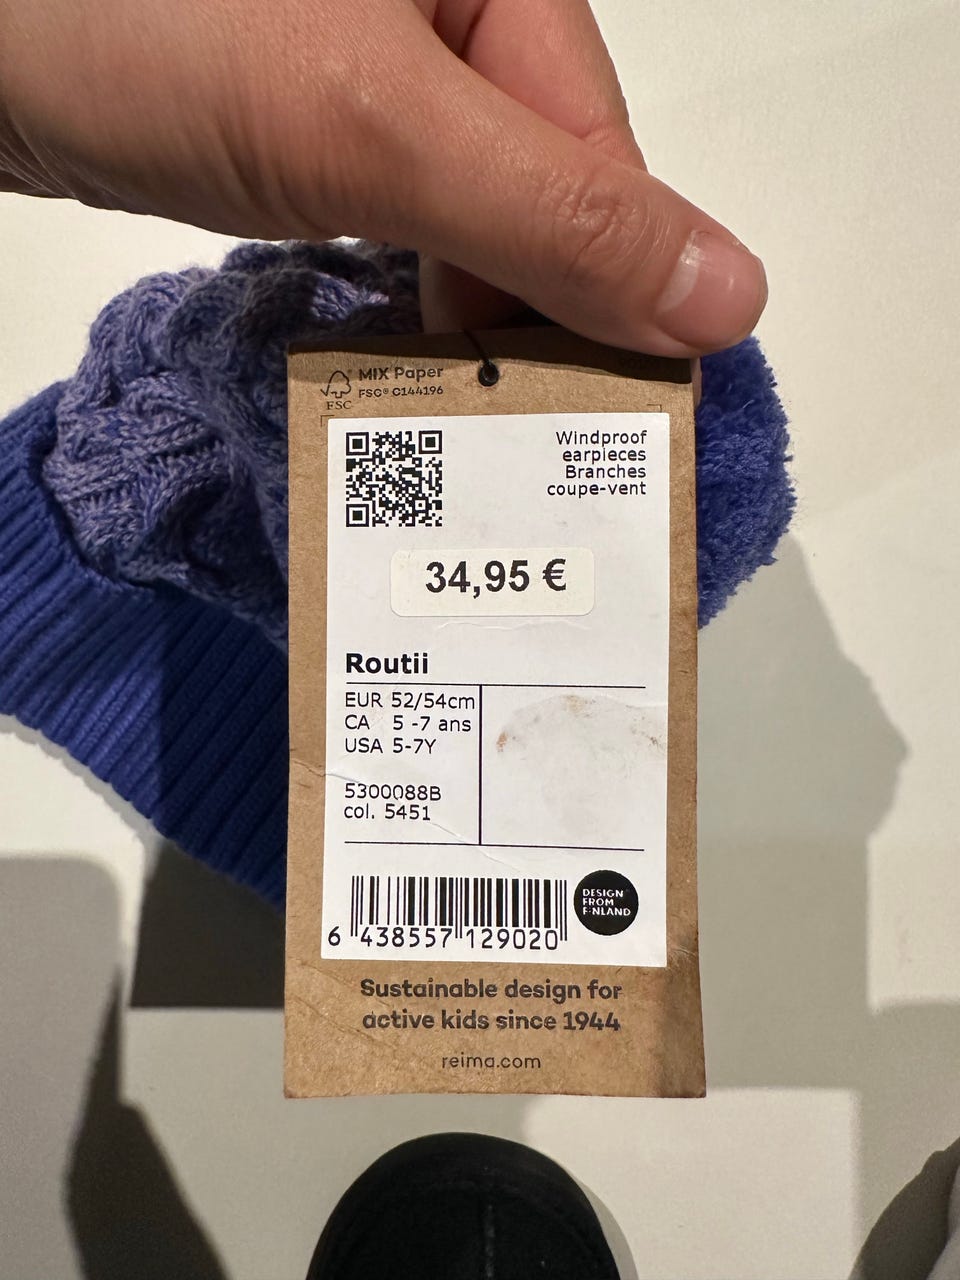 MIX Paper
FSC® C144196
FSC
Windproof
earpieces
Branches
coupe-vent
34,95 €
Routii
EUR 52/54cm
CA 5 -7 ans
USA 5-7Y
5300088B
col. 5451
6 438557 129020
DESIGN
FROM
FINLAND
Sustainable design for
active kids since 1944
reima.com